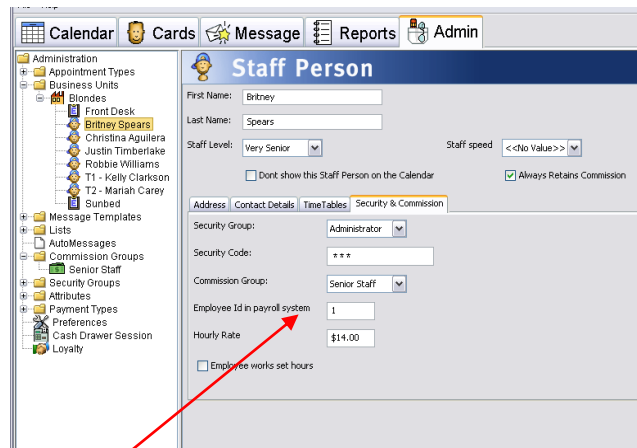 Calendar Cards Message Reports Admin
Administration
Appointment Types
Business Units
Blondes
Front Desk
Britney Spears
Christina Aguilera
Justin Timberlake
Robbie Williams
T1 - Kelly Clarkson
T2 - Mariah Carey
Sunbed
Message Templates
Lists
AutoMessages
Commission Groups
Senior Staff
Security Groups
Attributes
Payment Types
Preferences
Cash Drawer Session
Loyalty
Staff Person
First Name: Britney
Last Name: Spears
Staff Level: Very Senior Staff speed <<No Value>>
Dont show this Staff Person on the Calendar Always Retains Commission
Address Contact Details TimeTables Security & Commission
Security Group: Administrator
Security Code: ***
Commission Group: Senior Staff
Employee Id in payroll system 1
Hourly Rate $14.00
Employee works set hours